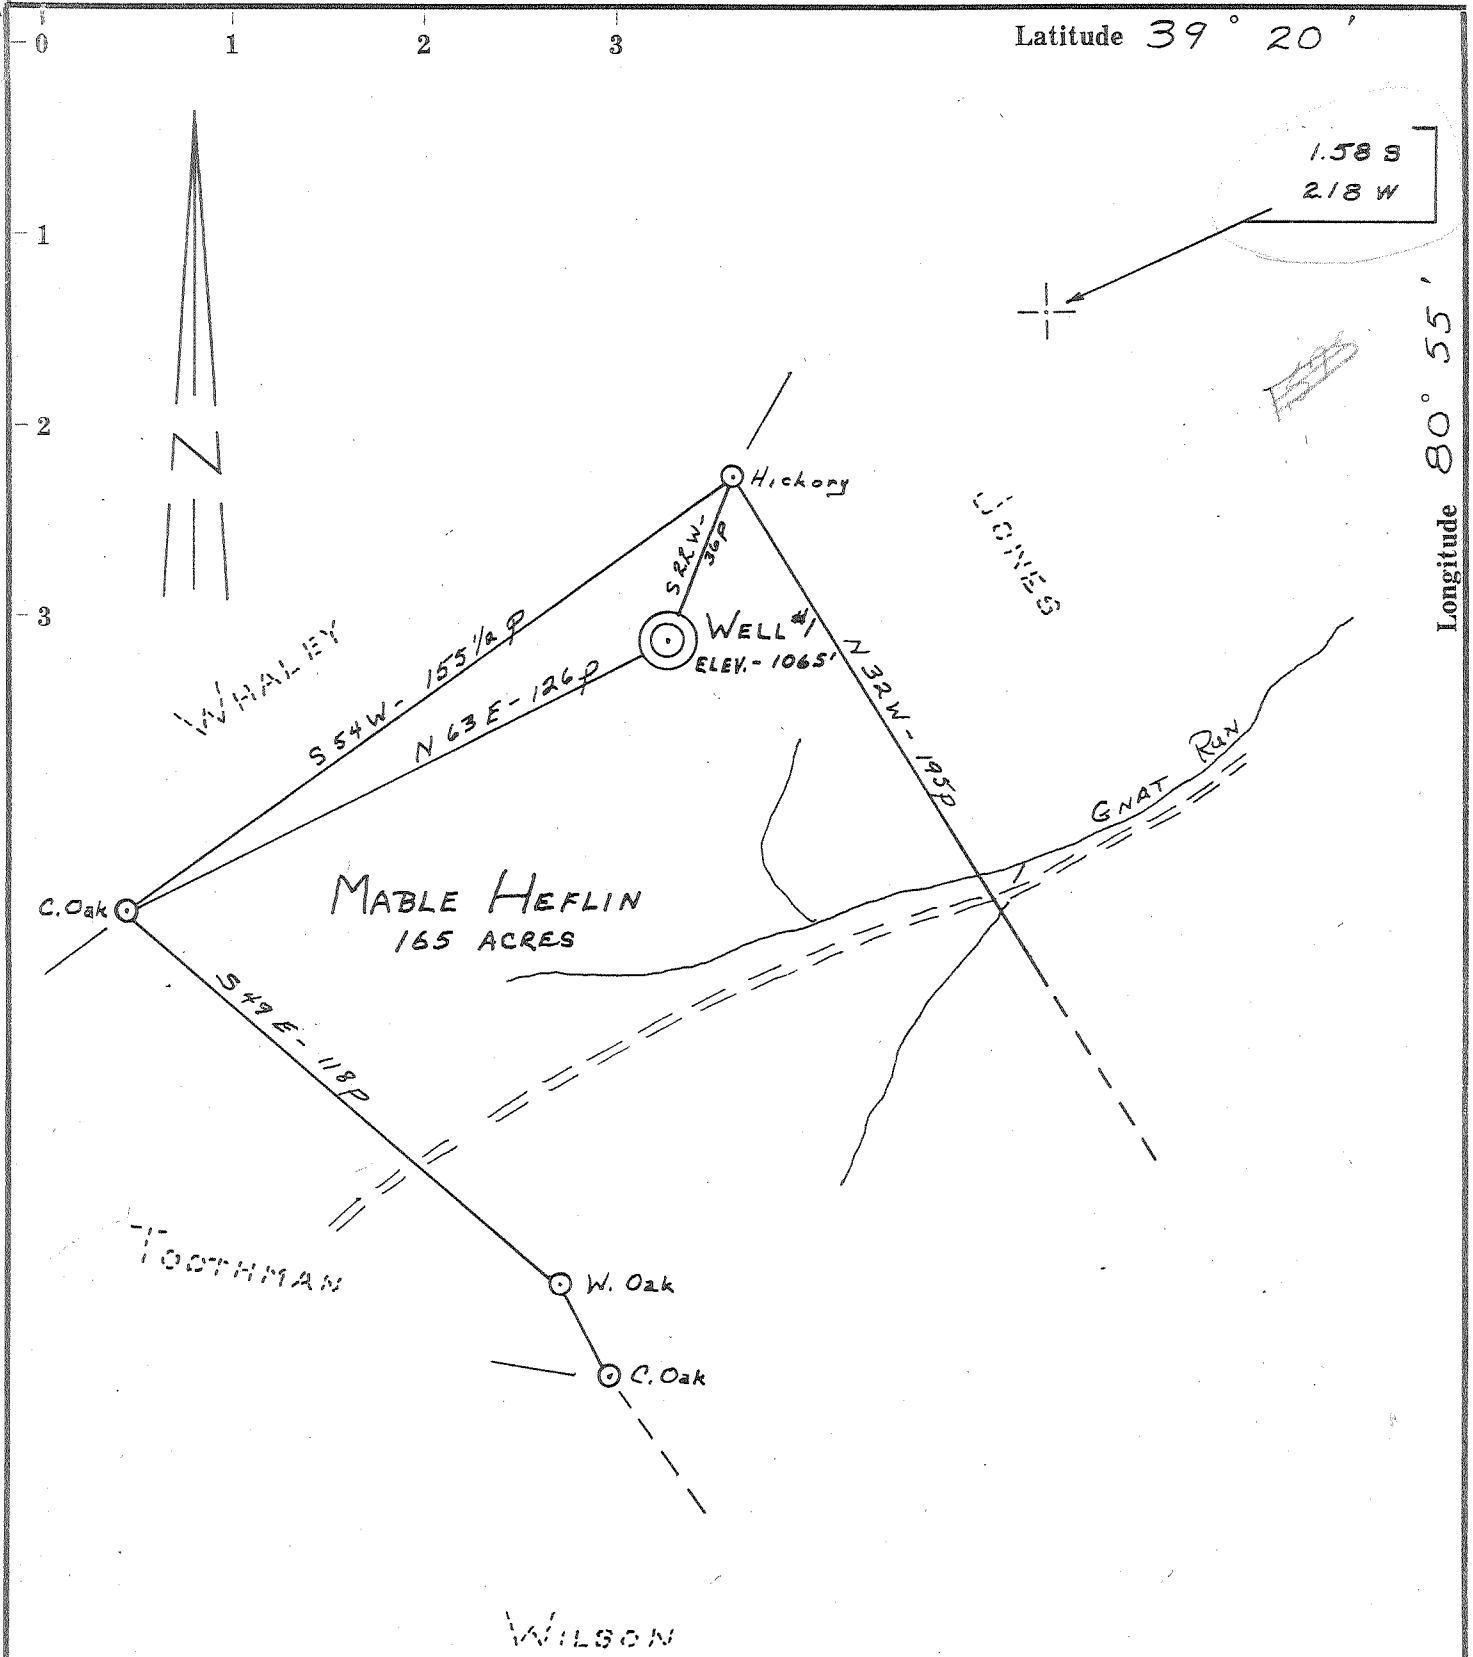 0 1 2 3
Latitude 39° 20'
1.58 S
2.18 W
1
2
3
Longitude 80° 55'
N
Hickory
JONES
S 22 W - 36 P
WELL #1
ELEV. - 1065'
WHALEY
S 54 W - 155 1/2 P
N 63 E - 126 P
N 32 W - 195 P
GNAT RUN
C. Oak
MABLE HEFLIN
165 ACRES
S 49 E - 118 P
TOOTHMAN
W. Oak
C. Oak
WILSON